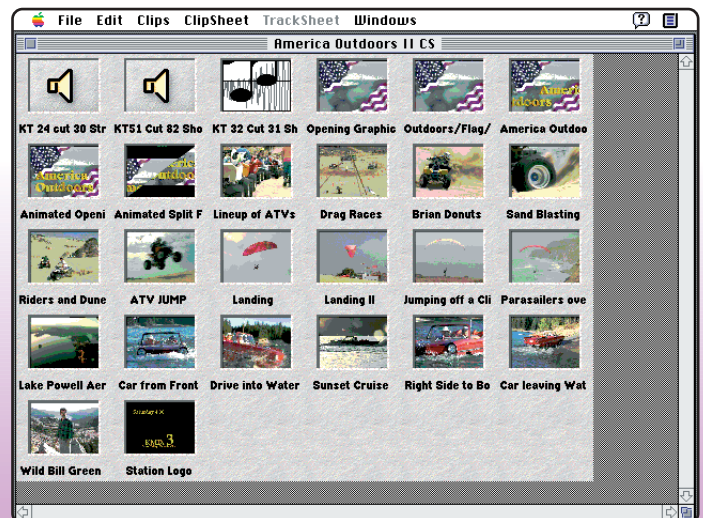 File Edit Clips ClipSheet TrackSheet Windows
America Outdoors II CS
KT 24 cut 30 Str KT51 Cut 82 Sho KT 32 Cut 31 Sh Opening Graphic Outdoors/Flag/ America Outdoo
America
Outdoors
Animated Openi Animated Split F Lineup of ATVs Drag Races Brian Donuts Sand Blasting
Riders and Dune ATV JUMP Landing Landing II Jumping off a Cli Parasailers ove
Lake Powell Aer Car from Front Drive into Water Sunset Cruise Right Side to Bo Car leaving Wat
Saturday
3
Wild Bill Green Station Logo